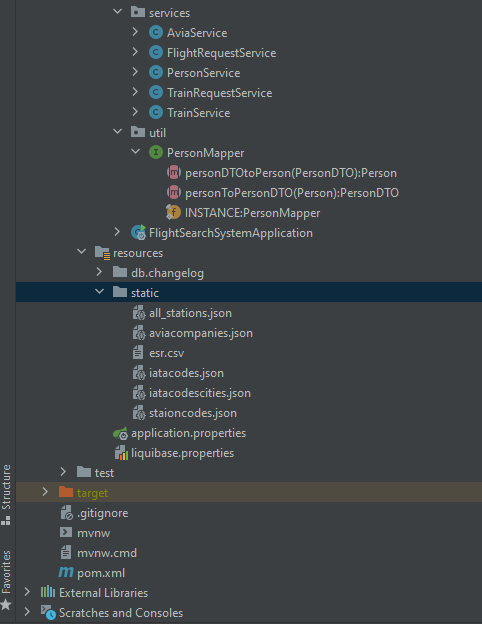 services
AviaService
FlightRequestService
PersonService
TrainRequestService
TrainService
util
PersonMapper
personDTOtoPerson(PersonDTO):Person
personToPersonDTO(Person):PersonDTO
INSTANCE:PersonMapper
FlightSearchSystemApplication
resources
db.changelog
static
all_stations.json
aviacompanies.json
esr.csv
iatacodes.json
iatacodescities.json
staioncodes.json
application.properties
liquibase.properties
test
target
.gitignore
mvnw
mvnw.cmd
pom.xml
External Libraries
Scratches and Consoles
Structure
Favorites